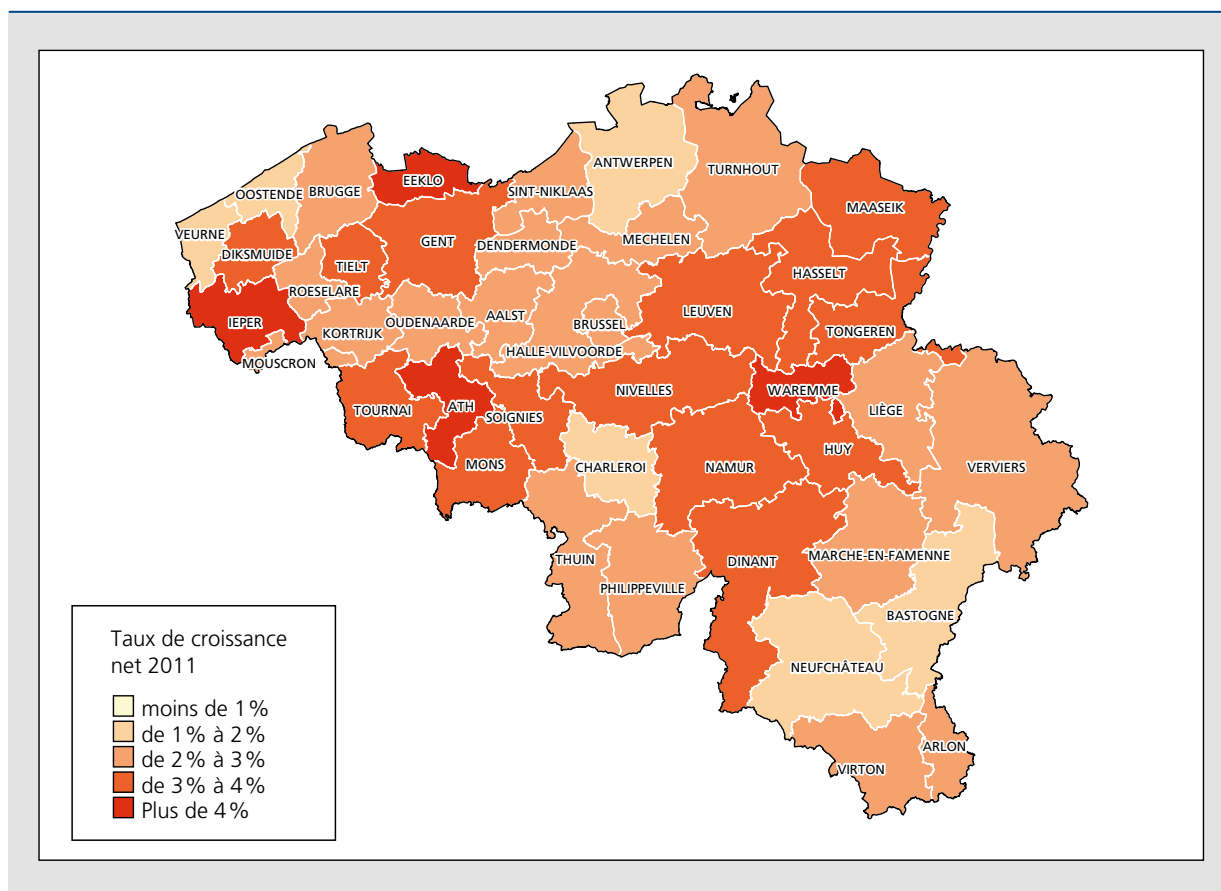 ANTWERPEN
TURNHOUT
EEKLO
SINT-NIKLAAS
OOSTENDE
BRUGGE
MAASEIK
VEURNE
GENT
DENDERMONDE
MECHELEN
DIKSMUIDE
TIELT
HASSELT
ROESELARE
LEUVEN
IEPER
KORTRIJK
OUDENAARDE
AALST
BRUSSEL
TONGEREN
HALLE-VILVOORDE
MOUSCRON
NIVELLES
WAREMME
TOURNAI
ATH
SOIGNIES
LIÈGE
HUY
MONS
CHARLEROI
NAMUR
VERVIERS
THUIN
DINANT
MARCHE-EN-FAMENNE
PHILIPPEVILLE
BASTOGNE
NEUFCHÂTEAU
ARLON
VIRTON
Taux de croissance
net 2011
moins de 1 %
de 1 % à 2 %
de 2 % à 3 %
de 3 % à 4 %
Plus de 4 %